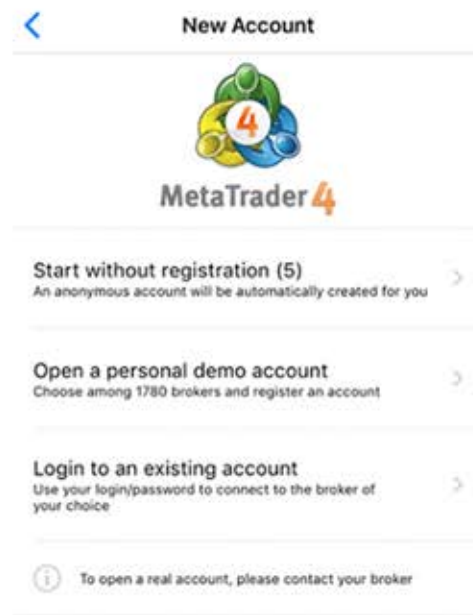 New Account
4
MetaTrader 4
Start without registration (5)
An anonymous account will be automatically created for you
Open a personal demo account
Choose among 1780 brokers and register an account
Login to an existing account
Use your login/password to connect to the broker of
your choice
To open a real account, please contact your broker